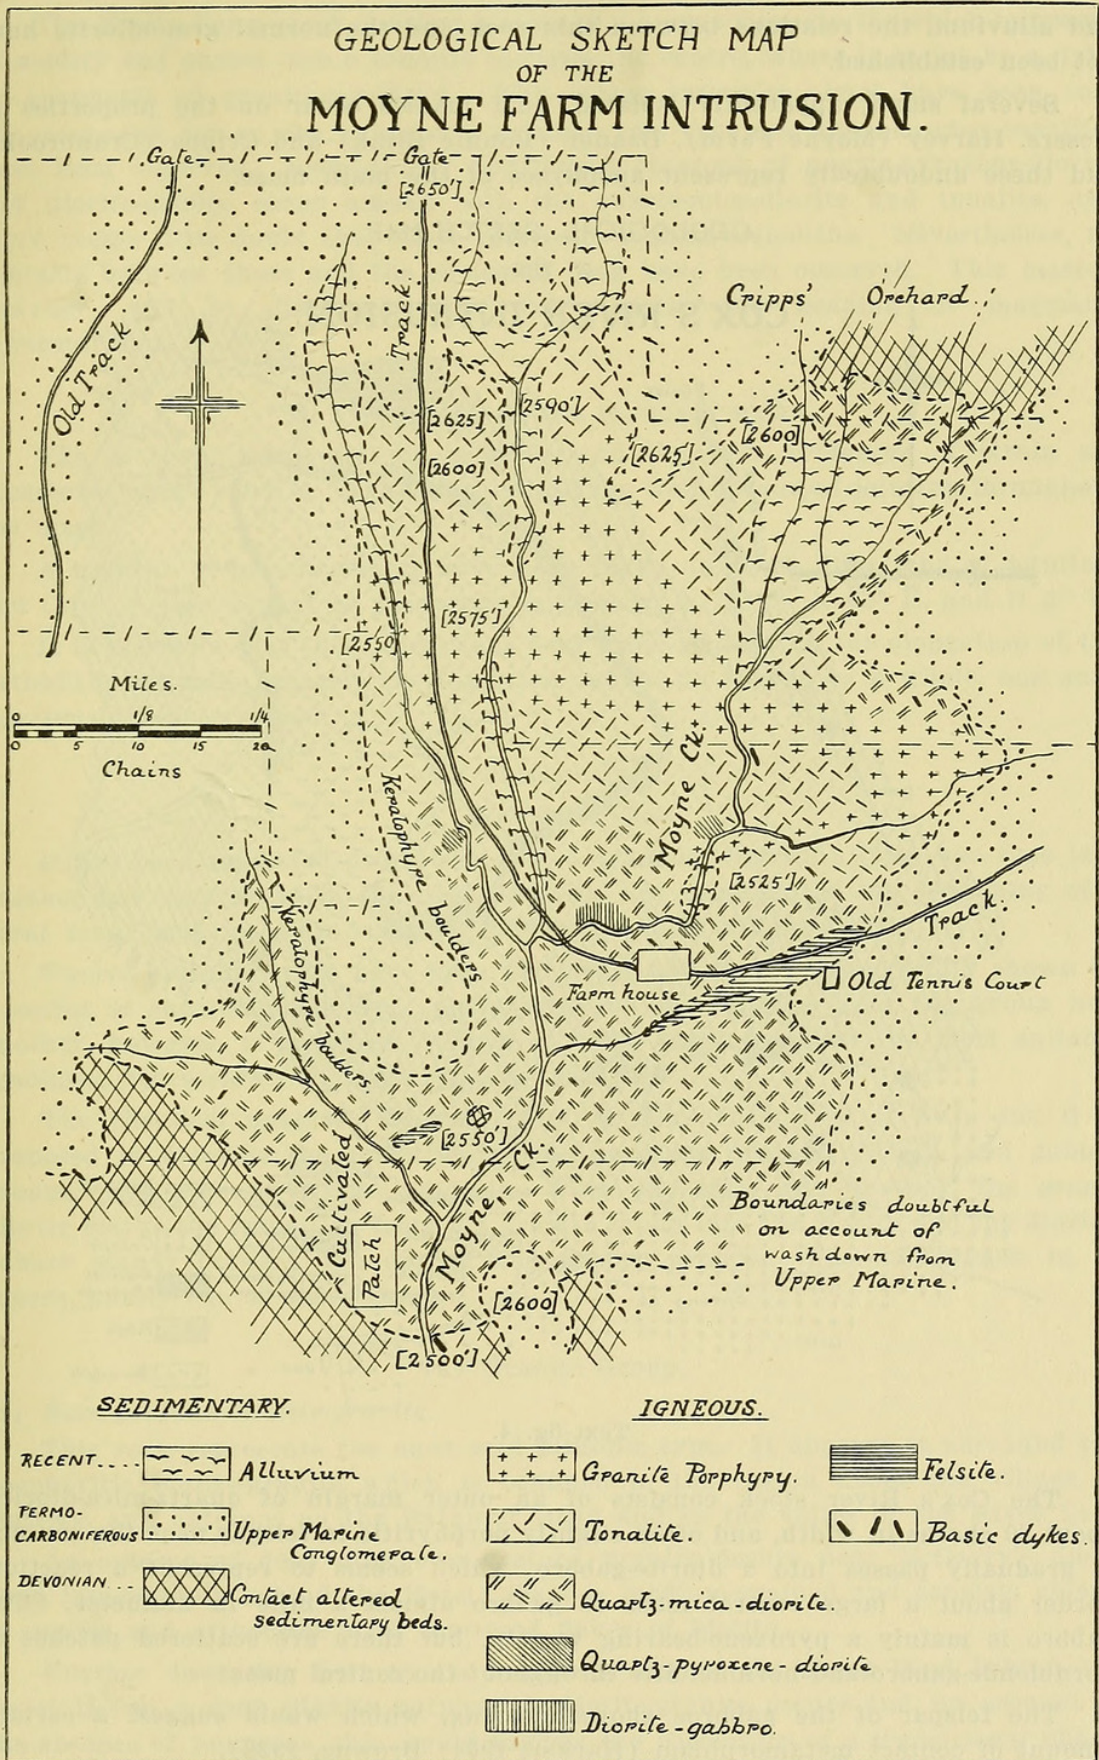 GEOLOGICAL SKETCH MAP
OF THE
MOYNE FARM INTRUSION.
Gate
Gate
[2650']
Cripps' Orchard
Old Track
Track
[2625]
[2590']
[2600]
[2625]
[2600]
[2575']
[2550]
Miles.
0 1/8 1/4
0 5 10 15 20
Chains
Keratophyre boulders
Moyne Ck.
[2525']
Track.
Keratophyre boulders.
Farm house
Old Tennis Court
[2550']
Cultivated
Patch
Moyne Ck.
Boundaries doubtful
on account of
wash down from
Upper Marine.
[2600]
[2500']
SEDIMENTARY.
IGNEOUS.
RECENT.... Alluvium
Granite Porphyry.
Felsite.
PERMO-
CARBONIFEROUS Upper Marine
Conglomerate.
Tonalite.
Basic dykes.
DEVONIAN... Contact altered
sedimentary beds.
Quartz-mica-diorite.
Quartz-pyroxene-diorite
Diorite-gabbro.